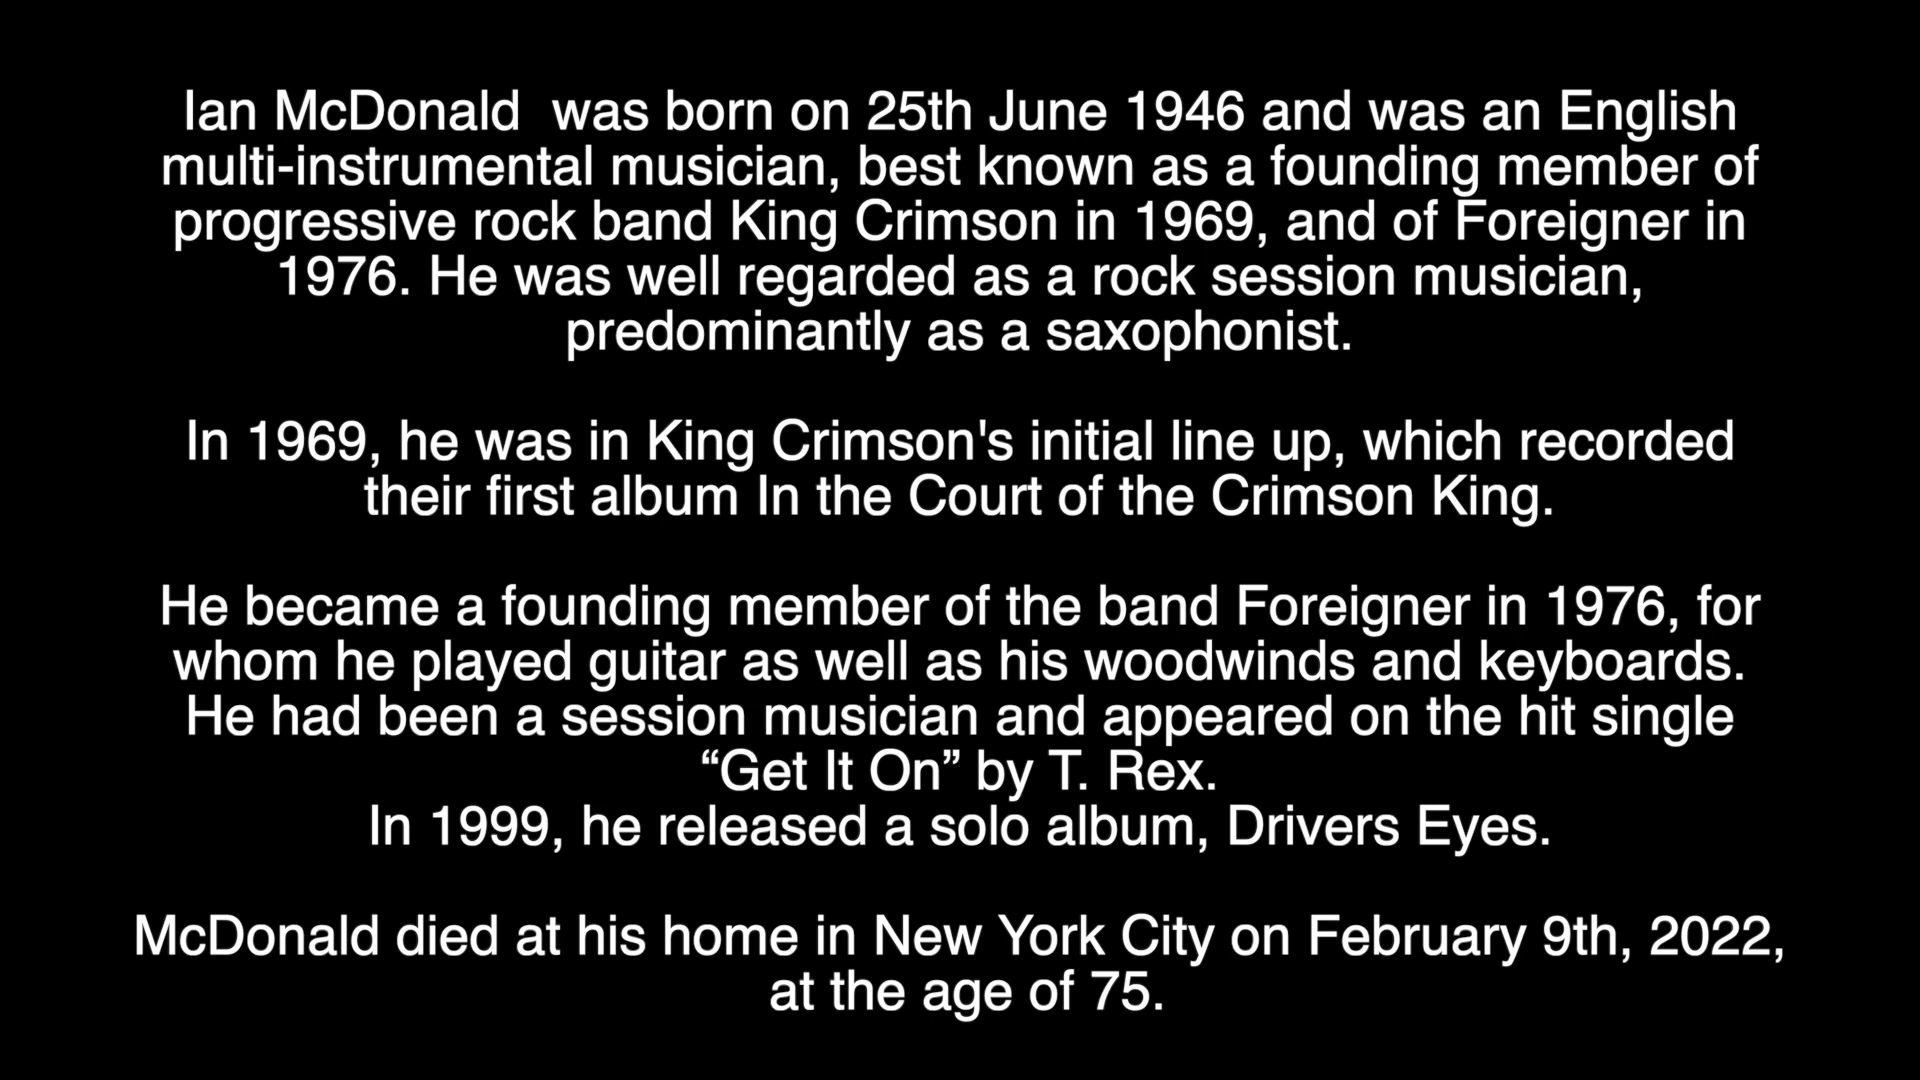 Ian McDonald  was born on 25th June 1946 and was an English
multi-instrumental musician, best known as a founding member of
progressive rock band King Crimson in 1969, and of Foreigner in
1976. He was well regarded as a rock session musician,
predominantly as a saxophonist.
In 1969, he was in King Crimson's initial line up, which recorded
their first album In the Court of the Crimson King.
He became a founding member of the band Foreigner in 1976, for
whom he played guitar as well as his woodwinds and keyboards.
He had been a session musician and appeared on the hit single
“Get It On” by T. Rex.
In 1999, he released a solo album, Drivers Eyes.
McDonald died at his home in New York City on February 9th, 2022,
at the age of 75.